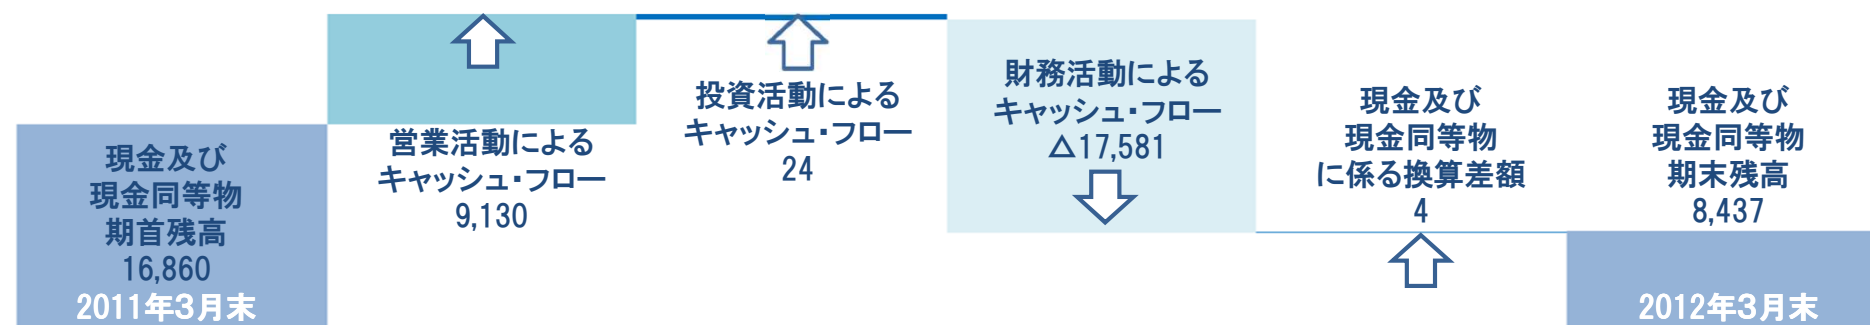 現金及び
現金同等物
期首残高
16,860
2011年３月末
営業活動による
キャッシュ・フロー
9,130
投資活動による
キャッシュ・フロー
24
財務活動による
キャッシュ・フロー
△17,581
現金及び
現金同等物
に係る換算差額
4
現金及び
現金同等物
期末残高
8,437
2012年３月末